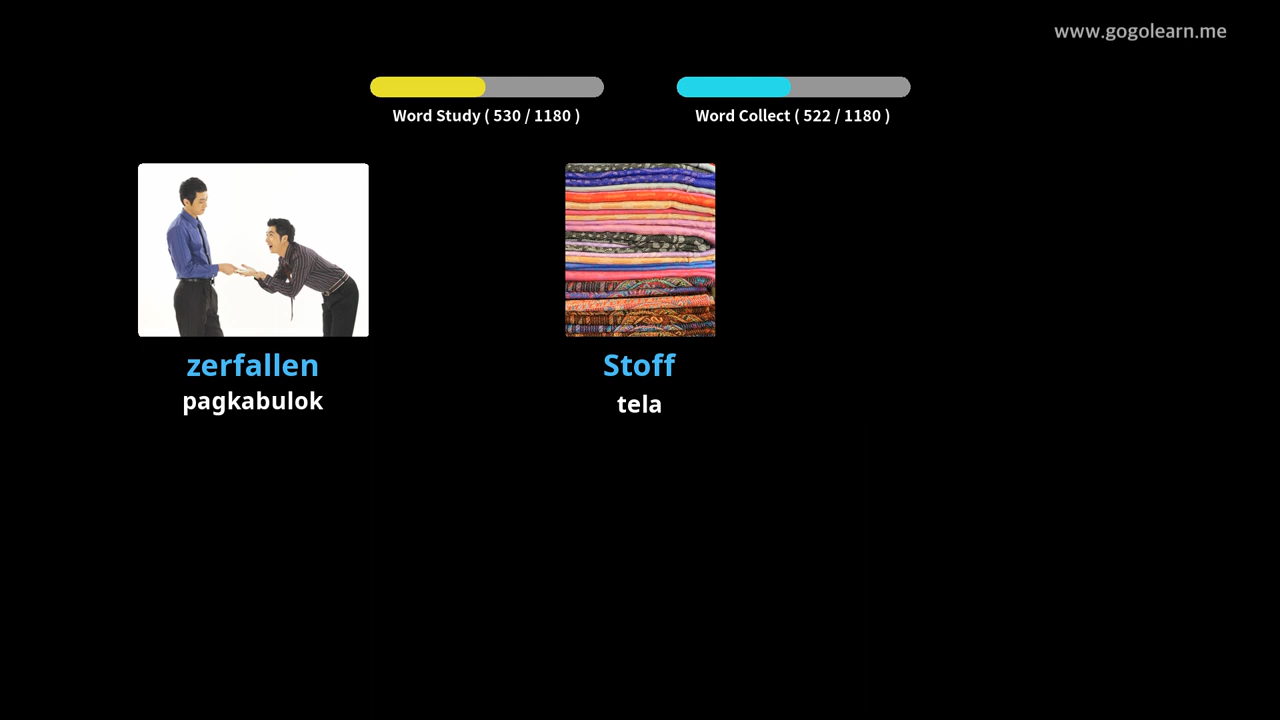 www.gogolearn.me
Word Study ( 530 / 1180 )
Word Collect ( 522 / 1180 )
zerfallen
pagkabulok
Stoff
tela